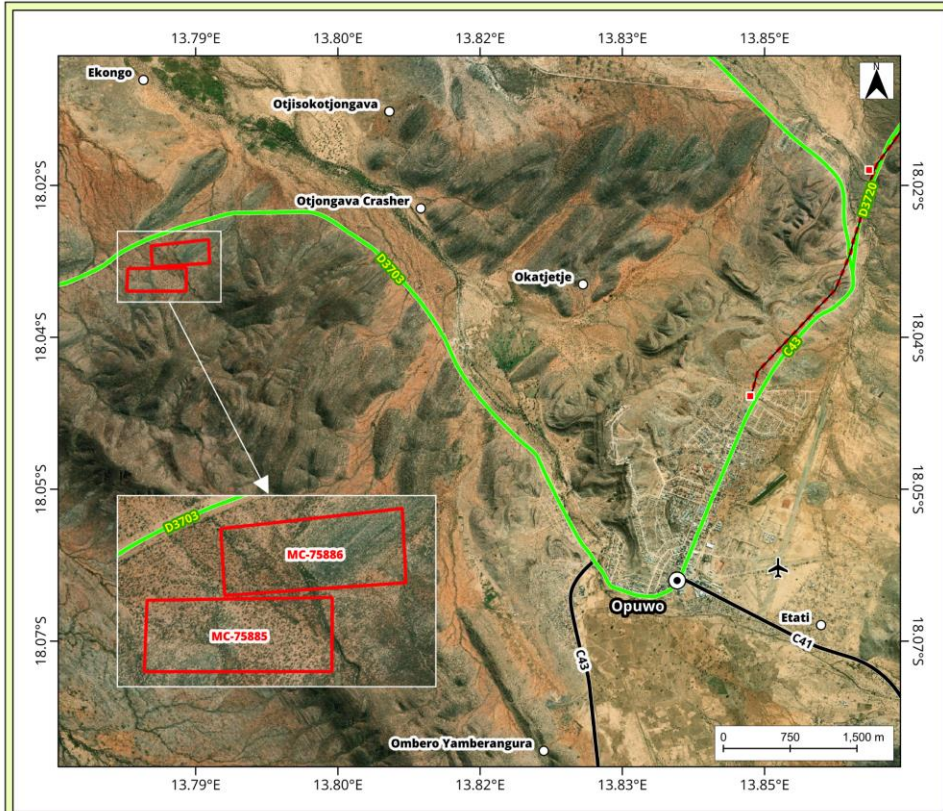 13.79°E 13.80°E 13.82°E 13.83°E 13.85°E
N
Ekongo
Otjisokotjongava
18.02°S
18.02°S
Otjongava Crasher
D3720
D3703
Okatjetje
18.04°S
18.04°S
C43
18.05°S
18.05°S
D3703
MC-75886
MC-75885
Opuwo
Etati
C41
C43
18.07°S
18.07°S
Ombero Yamberangura
0 750 1,500 m
13.79°E 13.80°E 13.82°E 13.83°E 13.85°E